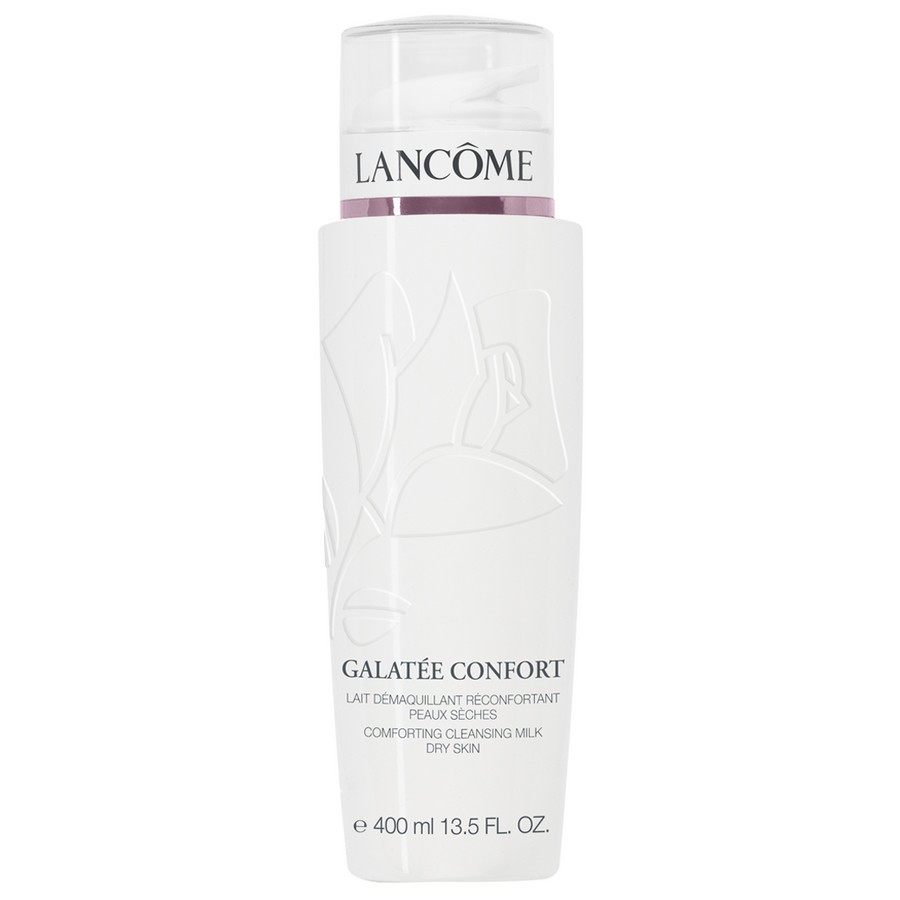 LANCÔME
GALATÉE CONFORT
LAIT DÉMAQUILLANT RÉCONFORTANT
PEAUX SÈCHES
COMFORTING CLEANSING MILK
DRY SKIN
℮ 400 ml 13.5 FL. OZ.